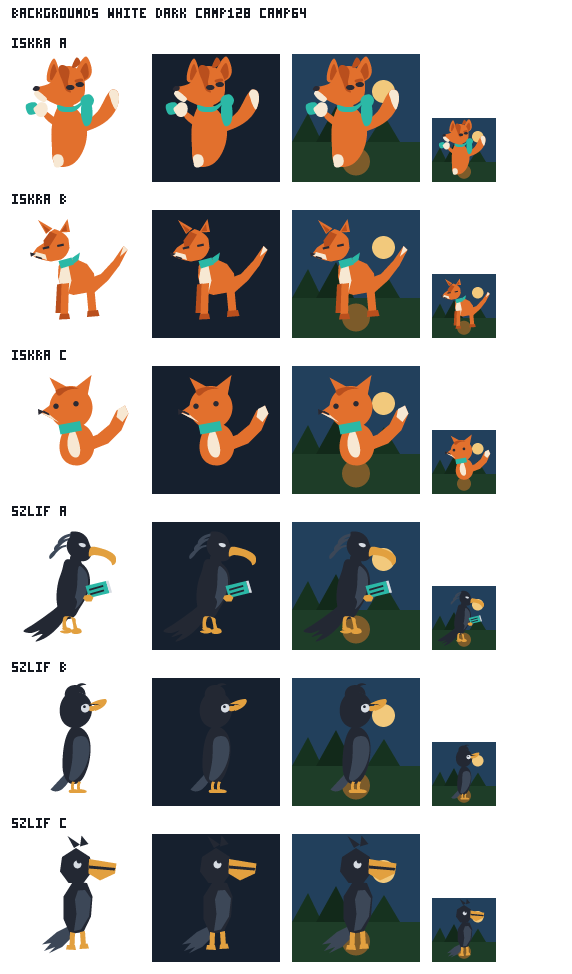 BACKGROUNDS WHITE DARK CAMP128 CAMP64
ISKRA A
ISKRA B
ISKRA C
SZLIF A
SZLIF B
SZLIF C